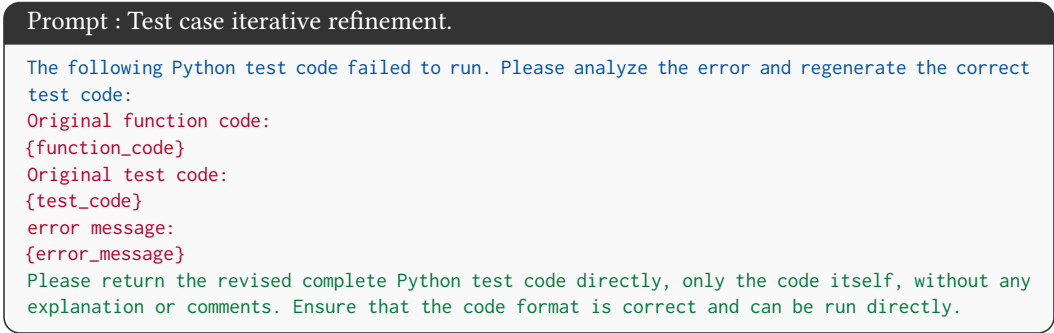 Prompt : Test case iterative refinement.
The following Python test code failed to run. Please analyze the error and regenerate the correct
test code:
Original function code:
{function_code}
Original test code:
{test_code}
error message:
{error_message}
Please return the revised complete Python test code directly, only the code itself, without any
explanation or comments. Ensure that the code format is correct and can be run directly.